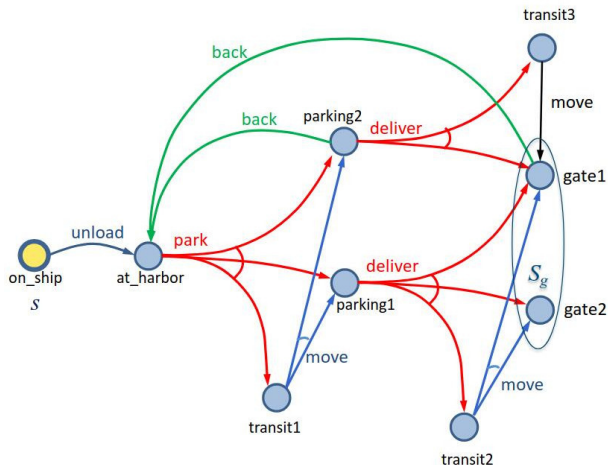 transit3
back
move
parking2
back
deliver
gate1
unload
park
on_ship
at_harbor
deliver
S_g
s
parking1
gate2
move
move
transit1
transit2